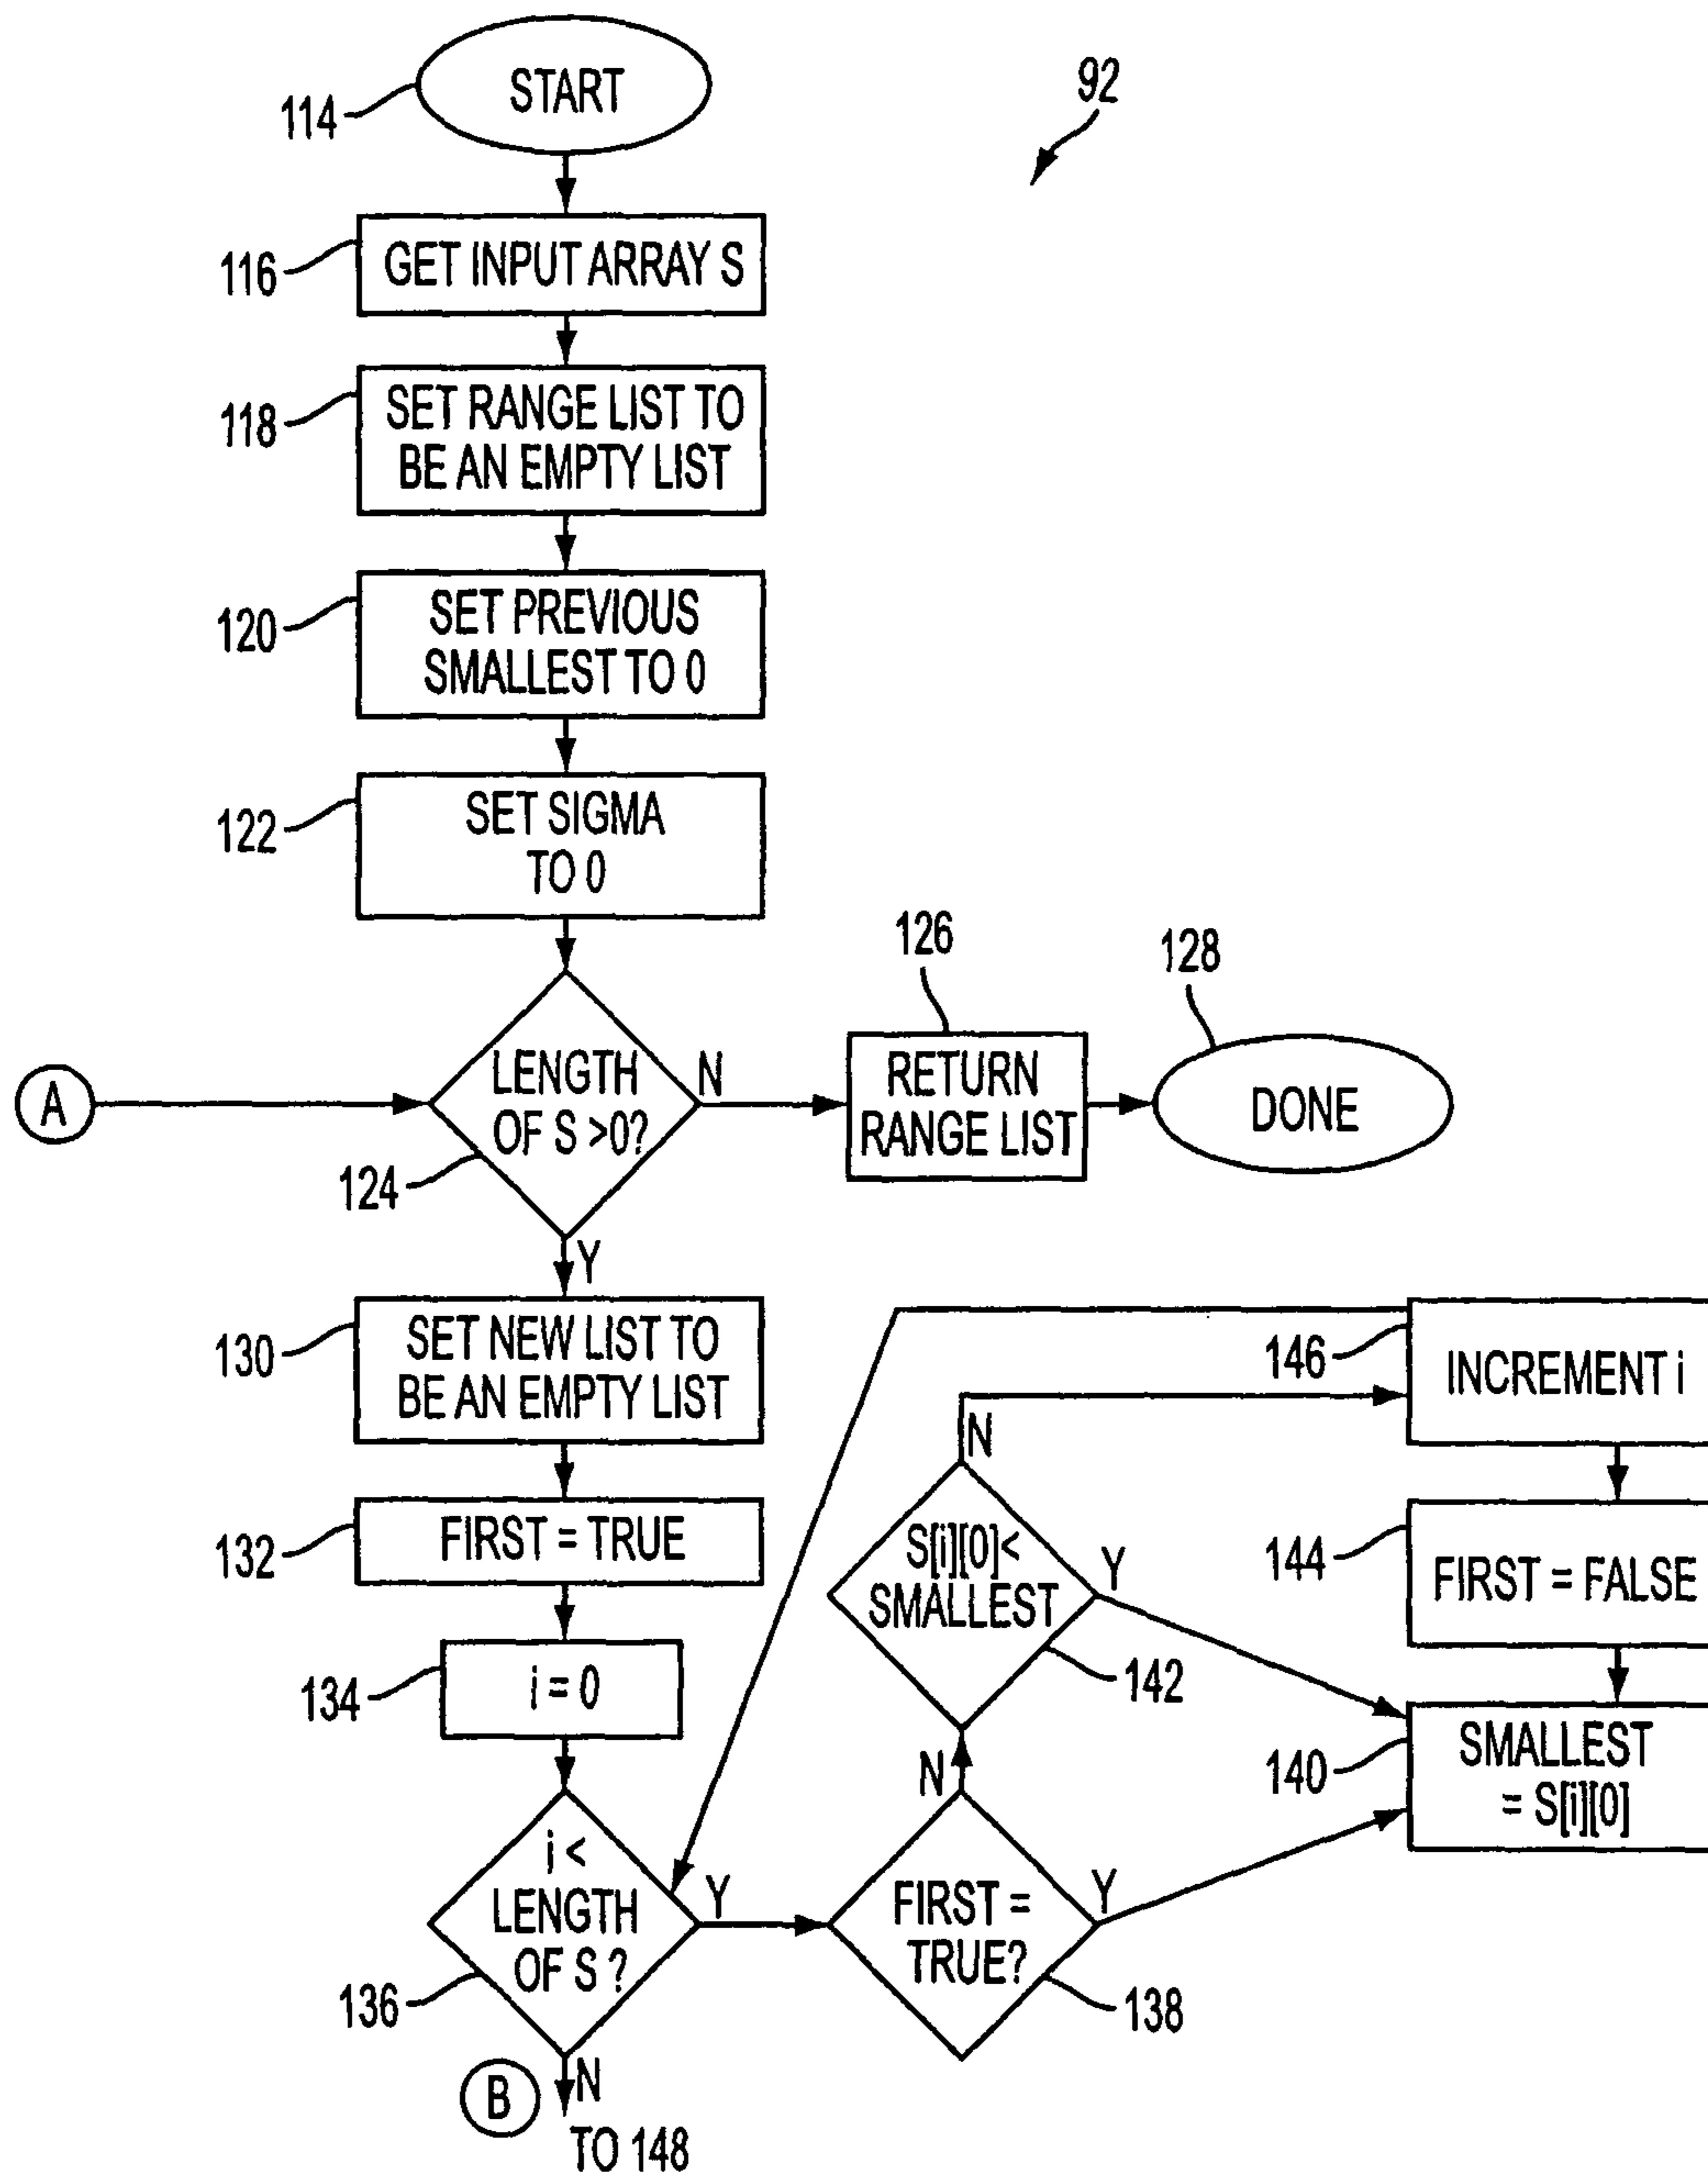 START
114
92
GET INPUT ARRAY S
116
SET RANGE LIST TO
BE AN EMPTY LIST
118
SET PREVIOUS
SMALLEST TO 0
120
SET SIGMA
TO 0
122
A
LENGTH
OF S >0?
124
N
126
RETURN
RANGE LIST
128
DONE
Y
SET NEW LIST TO
BE AN EMPTY LIST
130
FIRST = TRUE
132
i = 0
134
i <
LENGTH
OF S ?
136
Y
N
B
TO 148
FIRST =
TRUE?
138
N
Y
S[i][0]<
SMALLEST
142
N
Y
146
INCREMENT i
144
FIRST = FALSE
140
SMALLEST
= S[i][0]